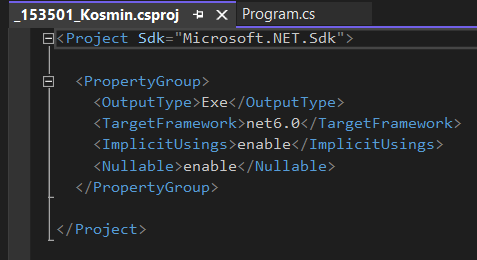 _153501_Kosmin.csproj Program.cs
<Project Sdk="Microsoft.NET.Sdk">
<PropertyGroup>
<OutputType>Exe</OutputType>
<TargetFramework>net6.0</TargetFramework>
<ImplicitUsings>enable</ImplicitUsings>
<Nullable>enable</Nullable>
</PropertyGroup>
</Project>